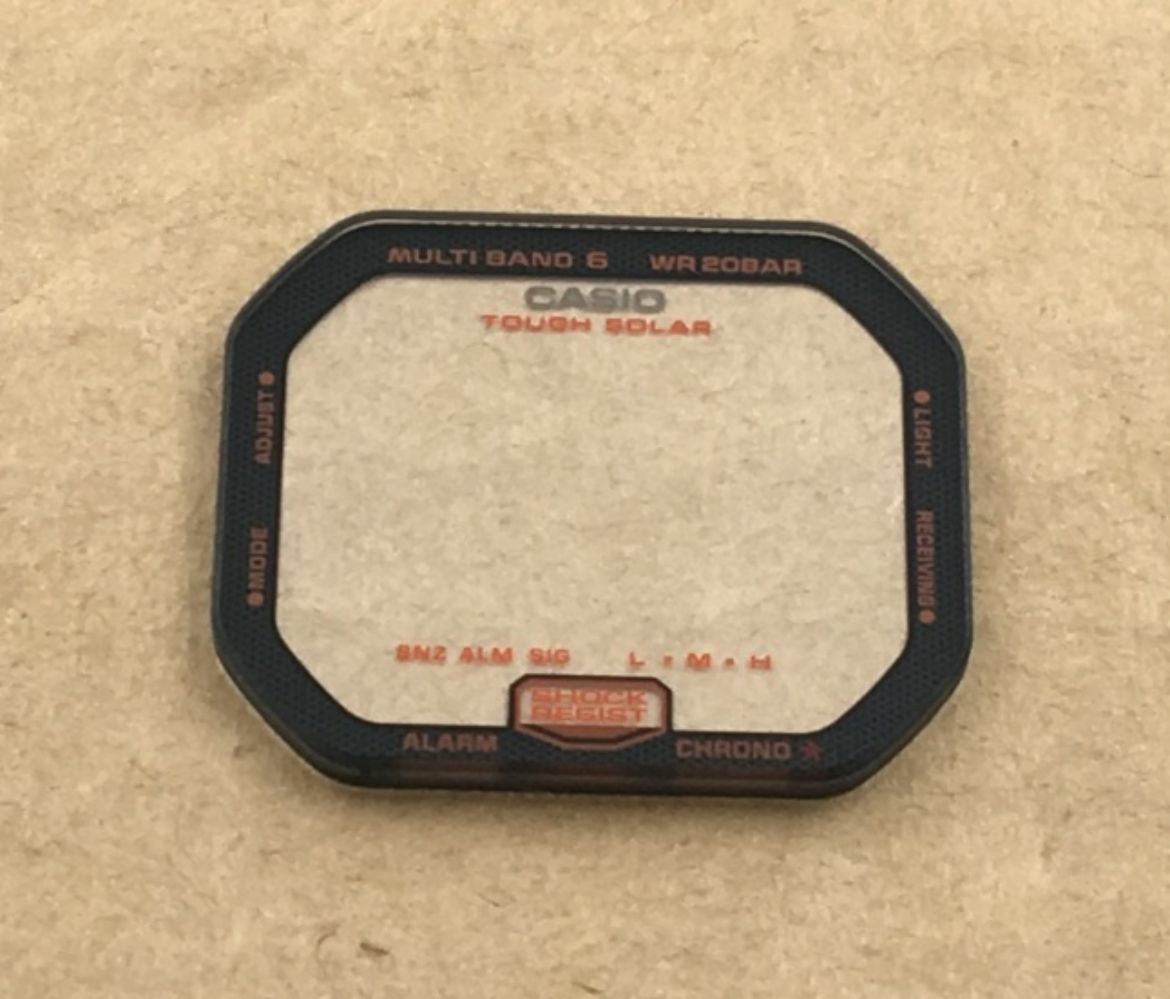 MULTI BAND 6 WR20BAR
CASIO
TOUGH SOLAR
ADJUST
MODE
LIGHT
RECEIVING
SNZ ALM SIG L M H
SHOCK
RESIST
ALARM CHRONO ★